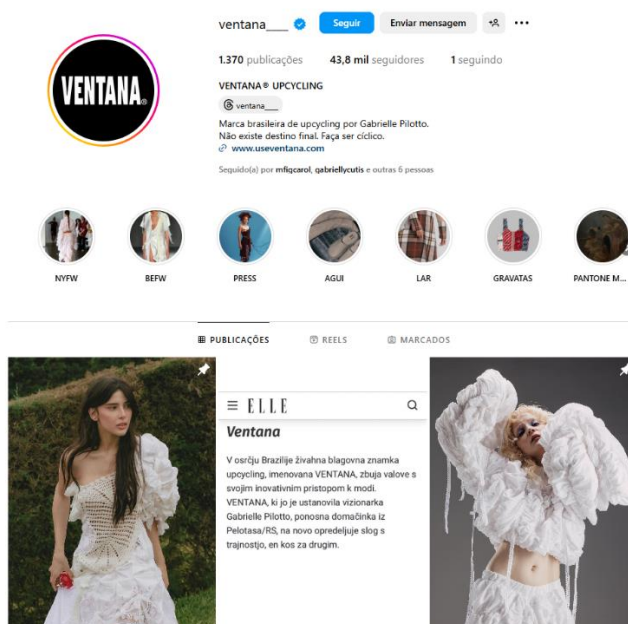 VENTANA®
ventana___ Seguir Enviar mensagem
1.370 publicações 43,8 mil seguidores 1 seguindo
VENTANA® UPCYCLING
ventana___
Marca brasileira de upcycling por Gabrielle Pilotto.
Não existe destino final. Faça ser cíclico.
www.useventana.com
Seguido(a) por mfigcarol, gabriellycutis e outras 6 pessoas
NYFW BEFW PRESS AGUI LAR GRAVATAS PANTONE M...
PUBLICAÇÕES REELS MARCADOS
ELLE
Ventana
V osrčju Brazilije živahna blagovna znamka
upcycling, imenovana VENTANA, zbuja valove s
svojim inovativnim pristopom k modi.
VENTANA, ki jo je ustanovila vizionarka
Gabrielle Pilotto, ponosna domačinka iz
Pelotasa/RS, na novo opredeljuje slog s
trajnostjo, en kos za drugim.